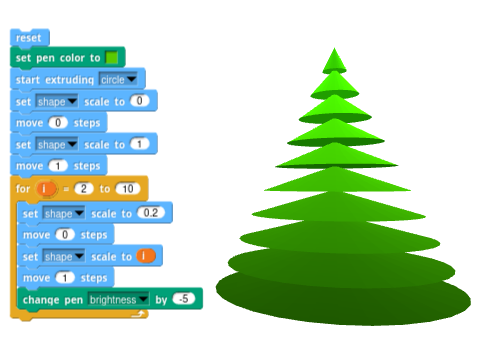 reset
set pen color to
start extruding circle
set shape scale to 0
move 0 steps
set shape scale to 1
move 1 steps
for i = 2 to 10
set shape scale to 0.2
move 0 steps
set shape scale to i
move 1 steps
change pen brightness by -5